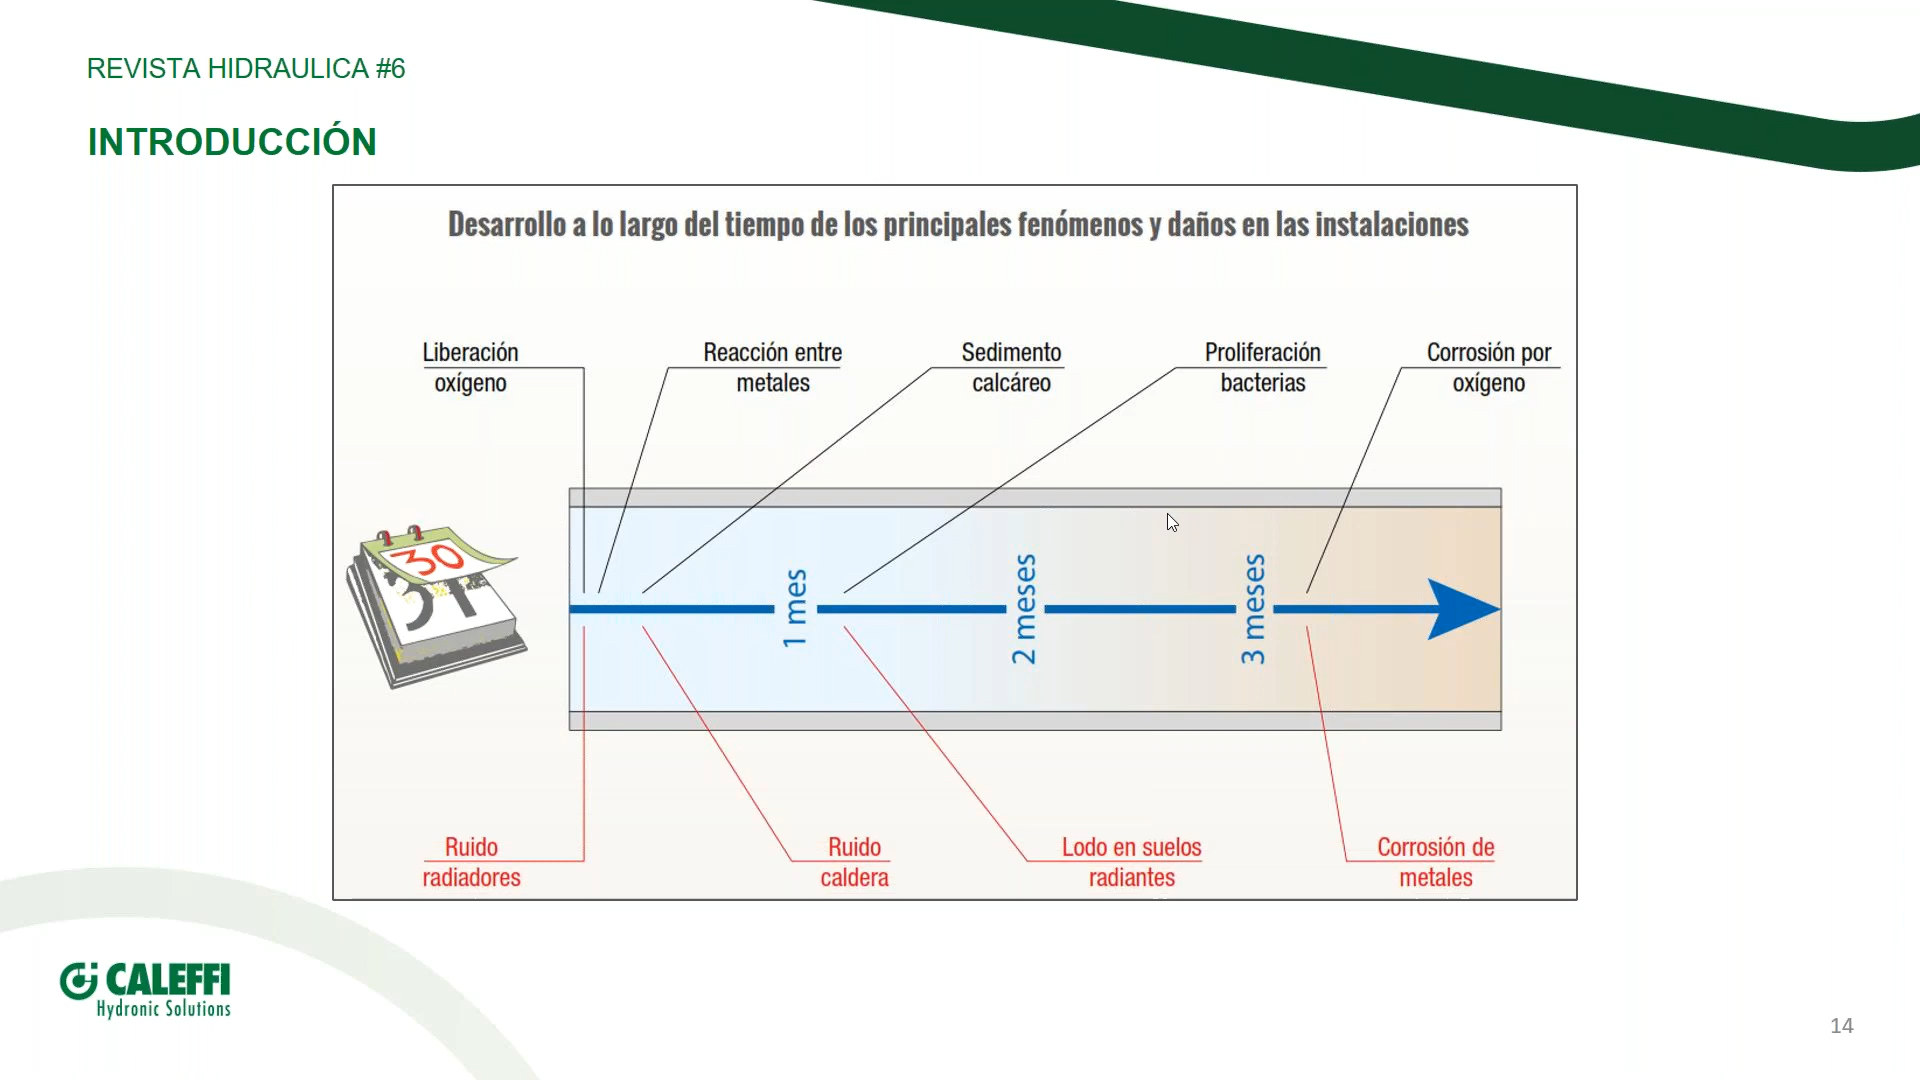 REVISTA HIDRAULICA #6
INTRODUCCIÓN
Desarrollo a lo largo del tiempo de los principales fenómenos y daños en las instalaciones
Liberación
oxígeno
Reacción entre
metales
Sedimento
calcáreo
Proliferación
bacterias
Corrosión por
oxígeno
30
31
1 mes
2 meses
3 meses
Ruido
radiadores
Ruido
caldera
Lodo en suelos
radiantes
Corrosión de
metales
CALEFFI
Hydronic Solutions
14